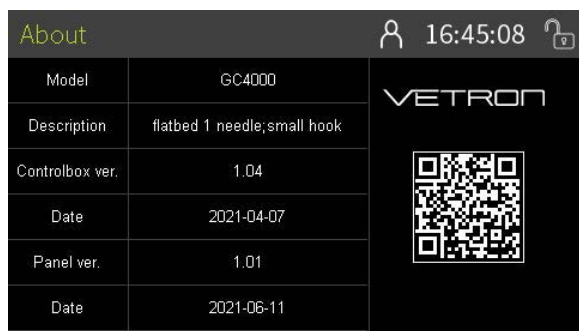 About 16:45:08
Model GC4000
VETRON
Description flatbed 1 needle;small hook
Controlbox ver. 1.04
Date 2021-04-07
Panel ver. 1.01
Date 2021-06-11